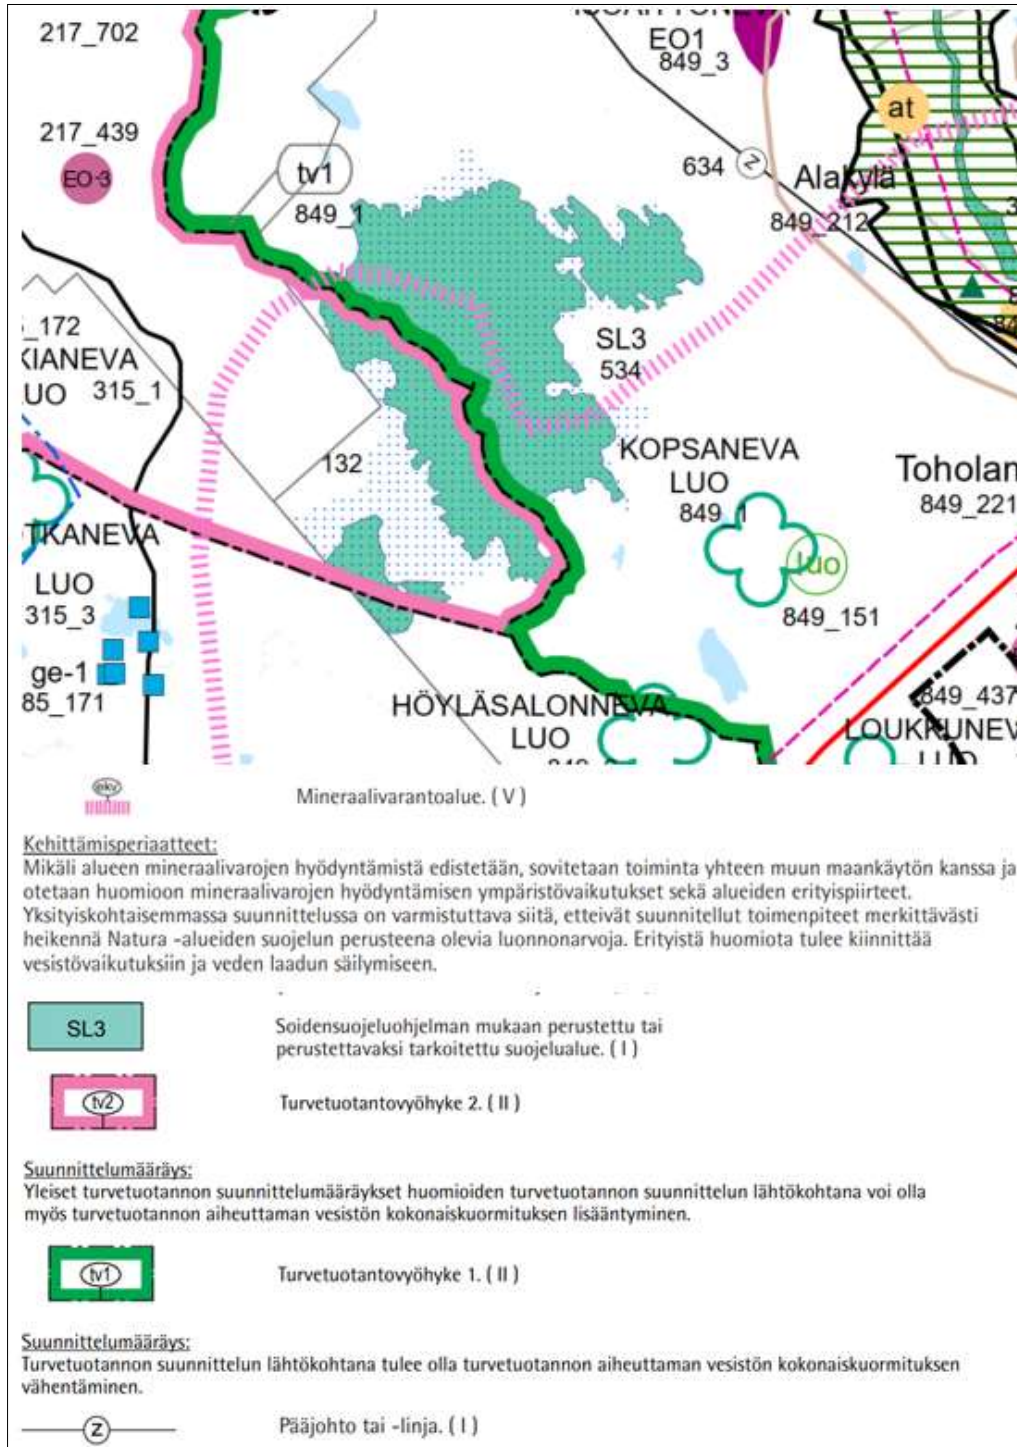 217_702
EO1
849_3
217_439
EO-3
tv1
849_1
at
634
Z
Alakylä
849_212
_172
KIANEVA
UO
315_1
SL3
534
132
KOPSANEVA
LUO
849_1
luo
849_151
Toholam
849_221
TKANEVA
LUO
315_3
ge-1
85_171
HÖYLÄSALONNEVA
LUO
849_437
LOUKKUNEV
LUO
ekv
Mineraalivarantoalue. ( V )
Kehittämisperiaatteet:
Mikäli alueen mineraalivarojen hyödyntämistä edistetään, sovitetaan toiminta yhteen muun maankäytön kanssa ja
otetaan huomioon mineraalivarojen hyödyntämisen ympäristövaikutukset sekä alueiden erityispiirteet.
Yksityiskohtaisemmassa suunnittelussa on varmistuttava siitä, etteivät suunnitellut toimenpiteet merkittävästi
heikennä Natura -alueiden suojelun perusteena olevia luonnonarvoja. Erityistä huomiota tulee kiinnittää
vesistövaikutuksiin ja veden laadun säilymiseen.
SL3
Soidensuojeluohjelman mukaan perustettu tai
perustettavaksi tarkoitettu suojelualue. ( I )
tv2
Turvetuotantovyöhyke 2. ( II )
Suunnittelumääräys:
Yleiset turvetuotannon suunnittelumääräykset huomioiden turvetuotannon suunnittelun lähtökohtana voi olla
myös turvetuotannon aiheuttaman vesistön kokonaiskuormituksen lisääntyminen.
tv1
Turvetuotantovyöhyke 1. ( II )
Suunnittelumääräys:
Turvetuotannon suunnittelun lähtökohtana tulee olla turvetuotannon aiheuttaman vesistön kokonaiskuormituksen
vähentäminen.
Z
Pääjohto tai -linja. ( I )